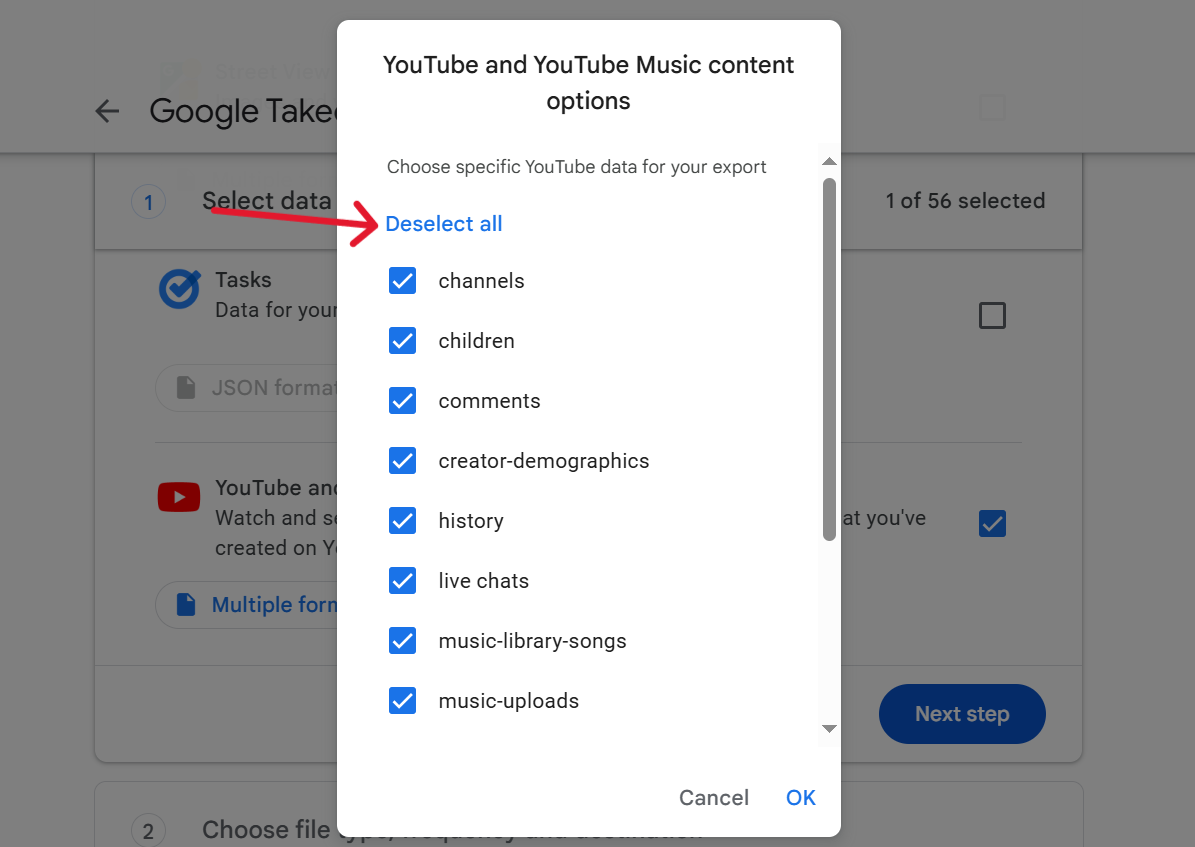 Street View
Google Take
YouTube and YouTube Music content
options
Choose specific YouTube data for your export
1
Select data
1 of 56 selected
Deselect all
channels
children
comments
creator-demographics
history
live chats
music-library-songs
music-uploads
Tasks
Data for your
JSON format
YouTube and
Watch and se
at you've
created on Yo
Multiple form
Next step
Cancel
OK
2
Choose file type, frequency and destination